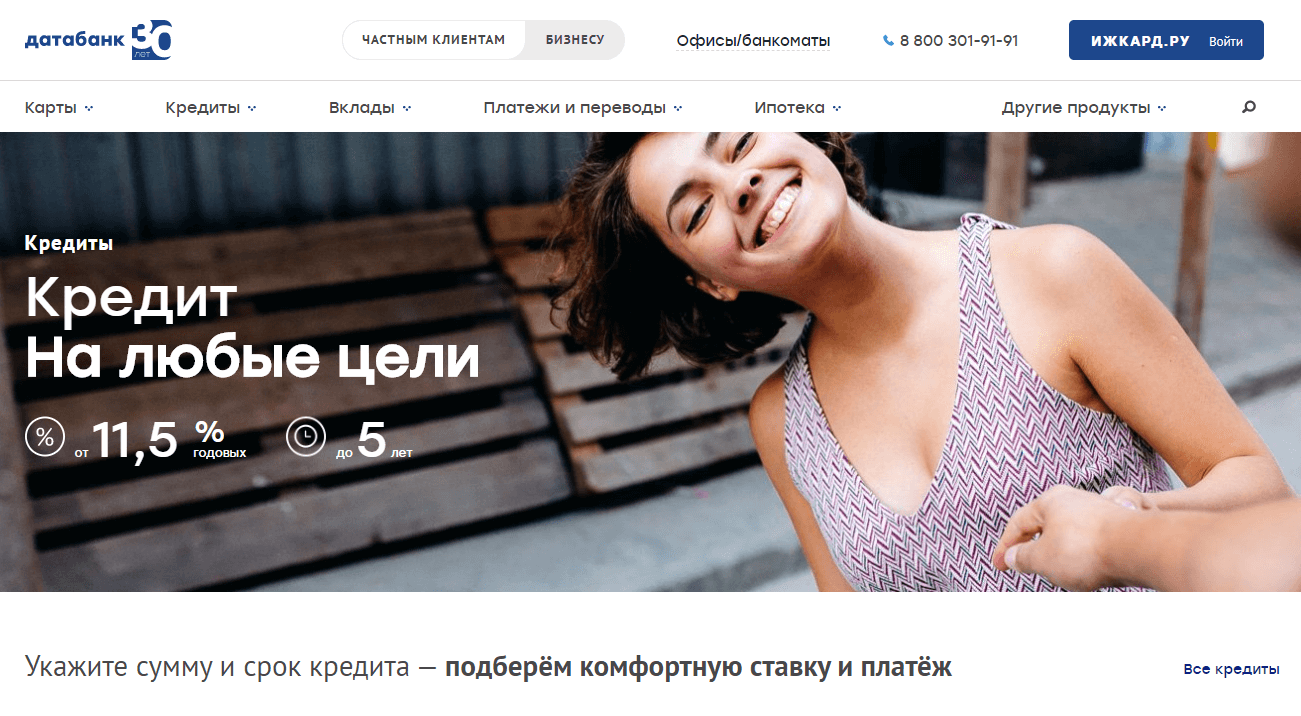 датабанк 30 лет
ЧАСТНЫМ КЛИЕНТАМ БИЗНЕСУ
Офисы/банкоматы
8 800 301-91-91
ИЖКАРД.РУ Войти
Карты Кредиты Вклады Платежи и переводы Ипотека Другие продукты
Кредиты
Кредит
На любые цели
% от 11,5 % годовых до 5 лет
Укажите сумму и срок кредита — подберём комфортную ставку и платёж
Все кредиты